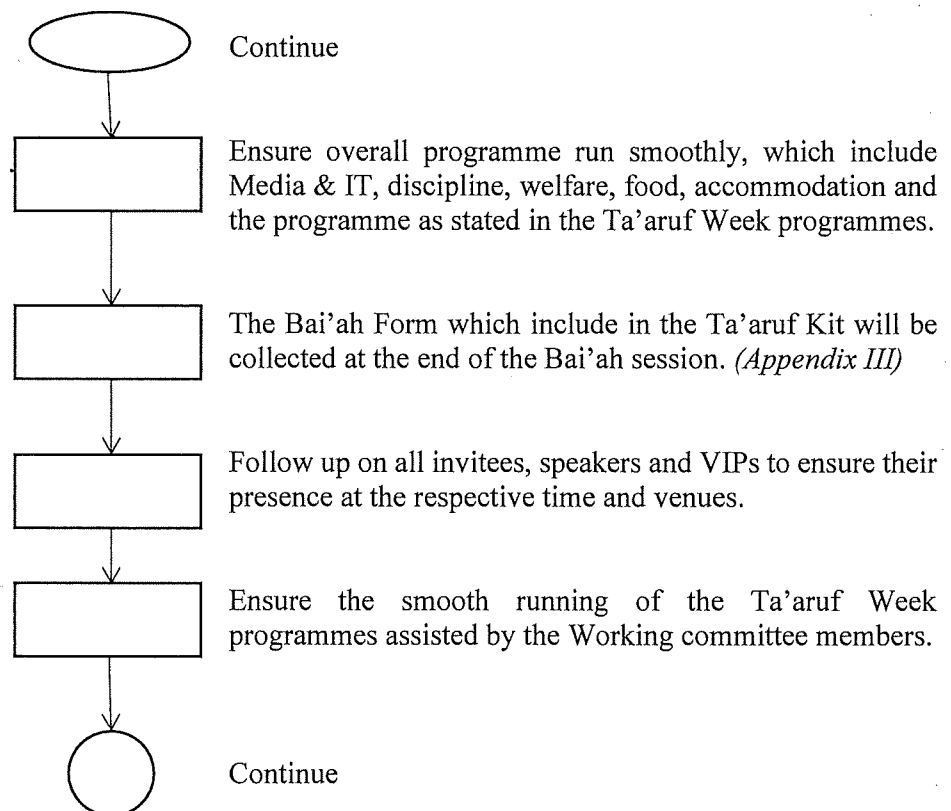 Continue
Ensure overall programme run smoothly, which include
Media & IT, discipline, welfare, food, accommodation and
the programme as stated in the Ta'aruf Week programmes.
The Bai'ah Form which include in the Ta'aruf Kit will be
collected at the end of the Bai'ah session. (Appendix III)
Follow up on all invitees, speakers and VIPs to ensure their
presence at the respective time and venues.
Ensure the smooth running of the Ta'aruf Week
programmes assisted by the Working committee members.
Continue